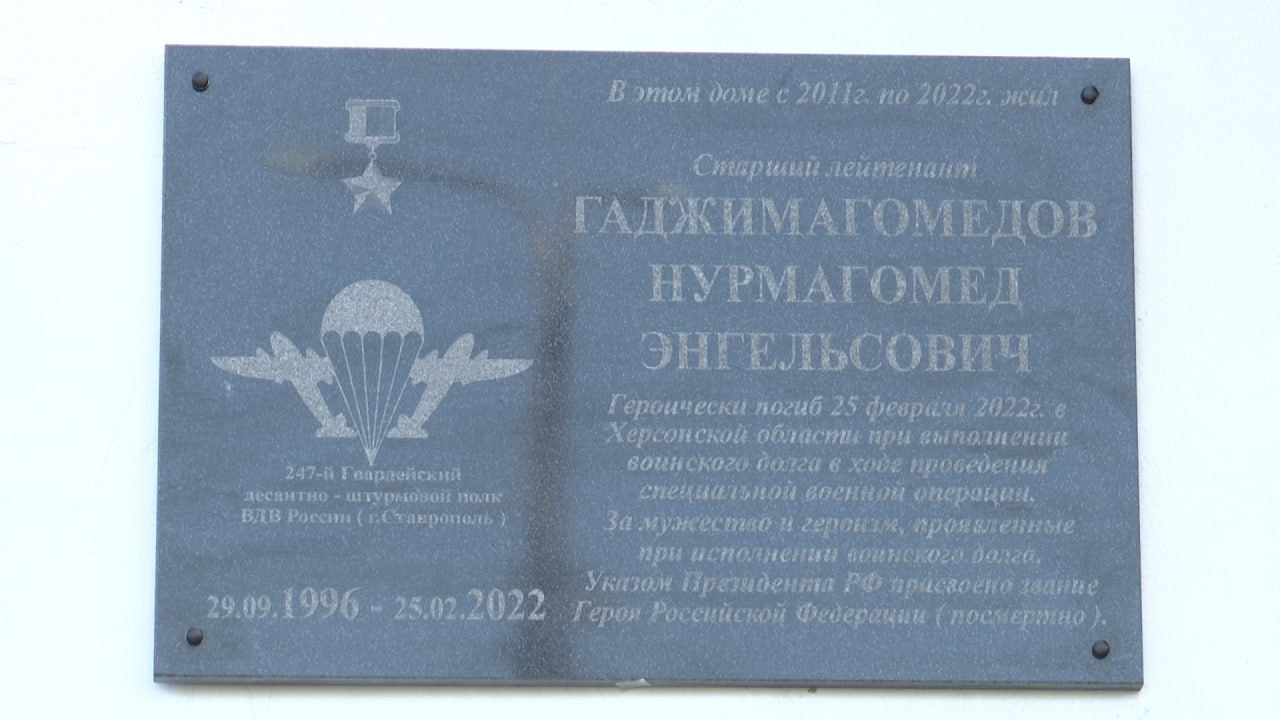 В этом доме с 2011г. по 2022г. жил
Старший лейтенант
ГАДЖИМАГОМЕДОВ
НУРМАГОМЕД
ЭНГЕЛЬСОВИЧ
Героически погиб 25 февраля 2022г. в
Херсонской области при выполнении
воинского долга в ходе проведения
специальной военной операции.
За мужество и героизм, проявленные
при исполнении воинского долга,
Указом Президента РФ присвоено звание
Героя Российской Федерации ( посмертно ).
247-й Гвардейский
десантно - штурмовой полк
ВДВ России ( г.Ставрополь )
29.09.1996 - 25.02.2022